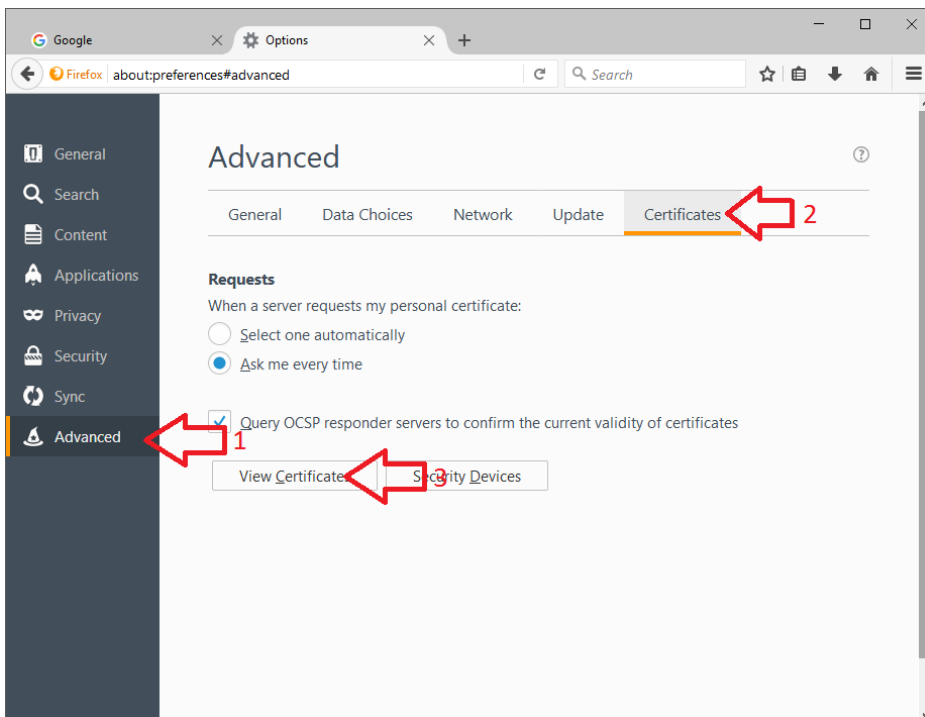 Google
Options
Firefox about:preferences#advanced
Search
General
Search
Content
Applications
Privacy
Security
Sync
Advanced
1
Advanced
?
General Data Choices Network Update Certificates
2
Requests
When a server requests my personal certificate:
Select one automatically
Ask me every time
Query OCSP responder servers to confirm the current validity of certificates
View Certificates
3
Security Devices